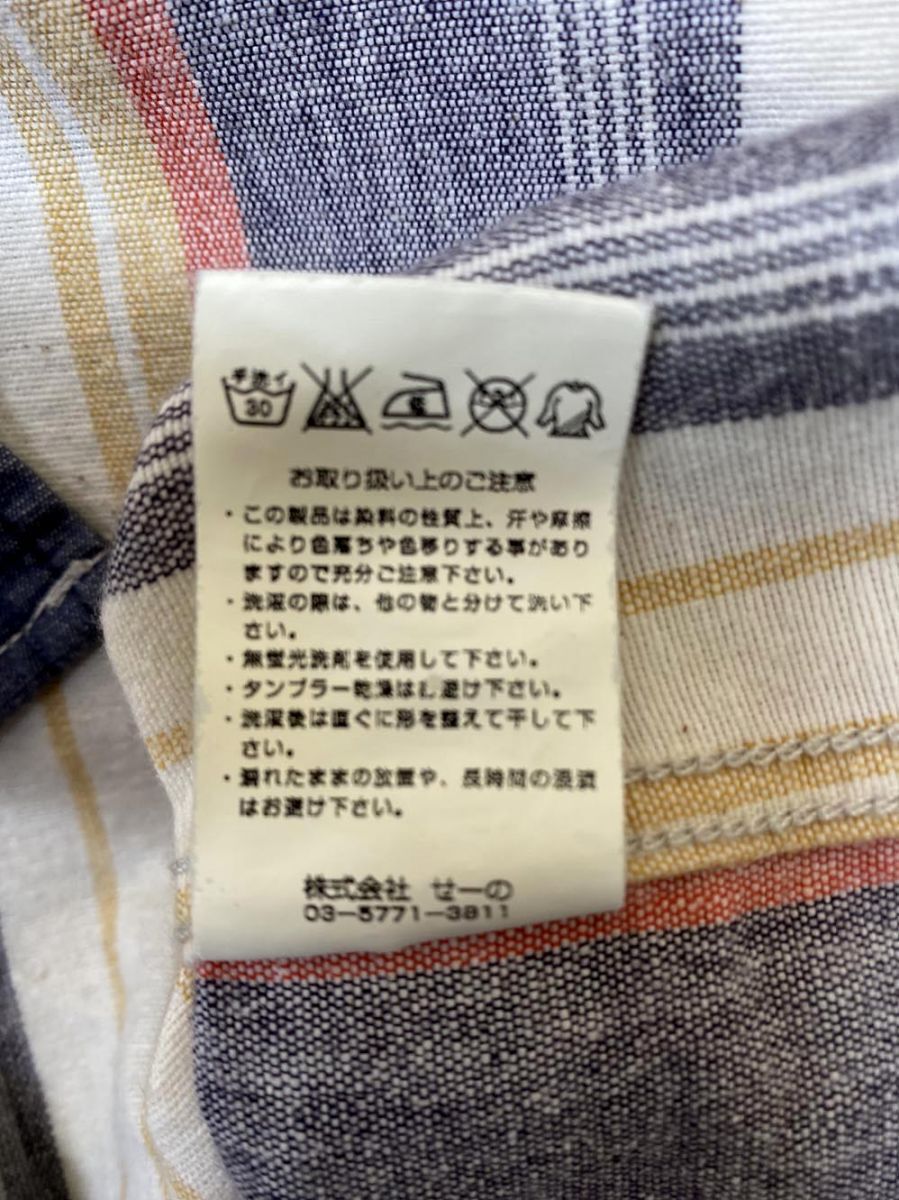 手洗イ
30
お取り扱い上のご注意
・この製品は染料の性質上、汗や摩擦
により色落ちや色移りする事があり
ますので充分ご注意下さい。
・洗濯の際は、他の物と分けて洗い下
さい。
・無蛍光洗剤を使用して下さい。
・タンブラー乾燥はお避け下さい。
・洗濯後は直ぐに形を整えて干して下
さい。
・濡れたままの放置や、長時間の浸漬
はお避け下さい。
株式会社 せーの
03-5771-3811